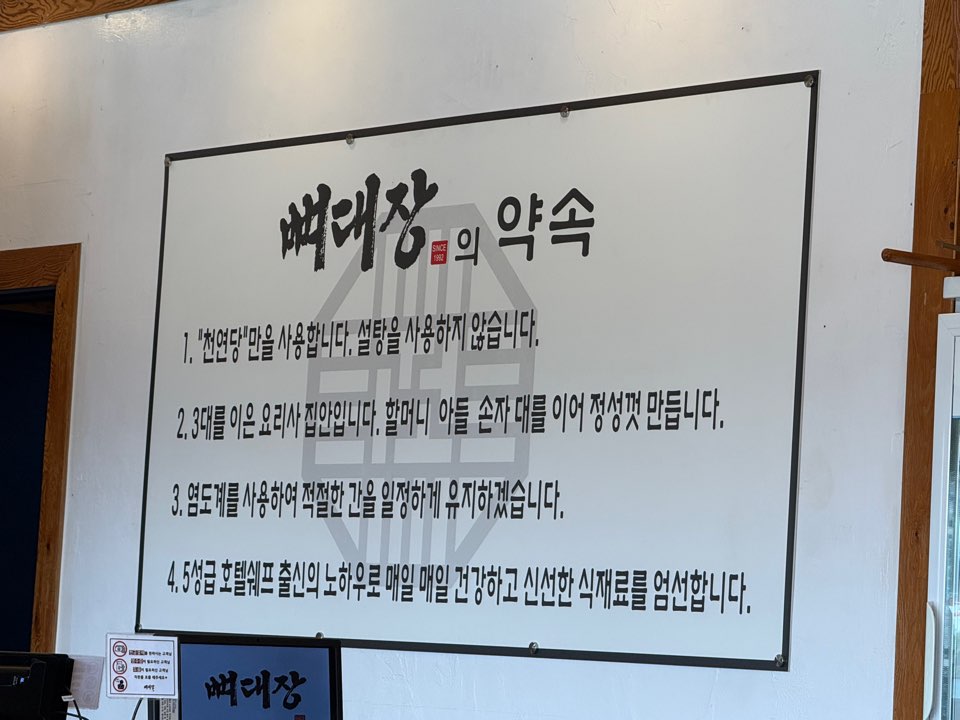 뼈대장 SINCE 1992 의 약속
1. "천연당"만을 사용합니다. 설탕을 사용하지 않습니다.
2. 3대를 이은 요리사 집안입니다. 할머니 아들 손자 대를 이어 정성껏 만듭니다.
3. 염도계를 사용하여 적절한 간을 일정하게 유지하겠습니다.
4. 5성급 호텔쉐프 출신의 노하우로 매일 매일 건강하고 신선한 식재료를 엄선합니다.
뼈대장
뼈대장